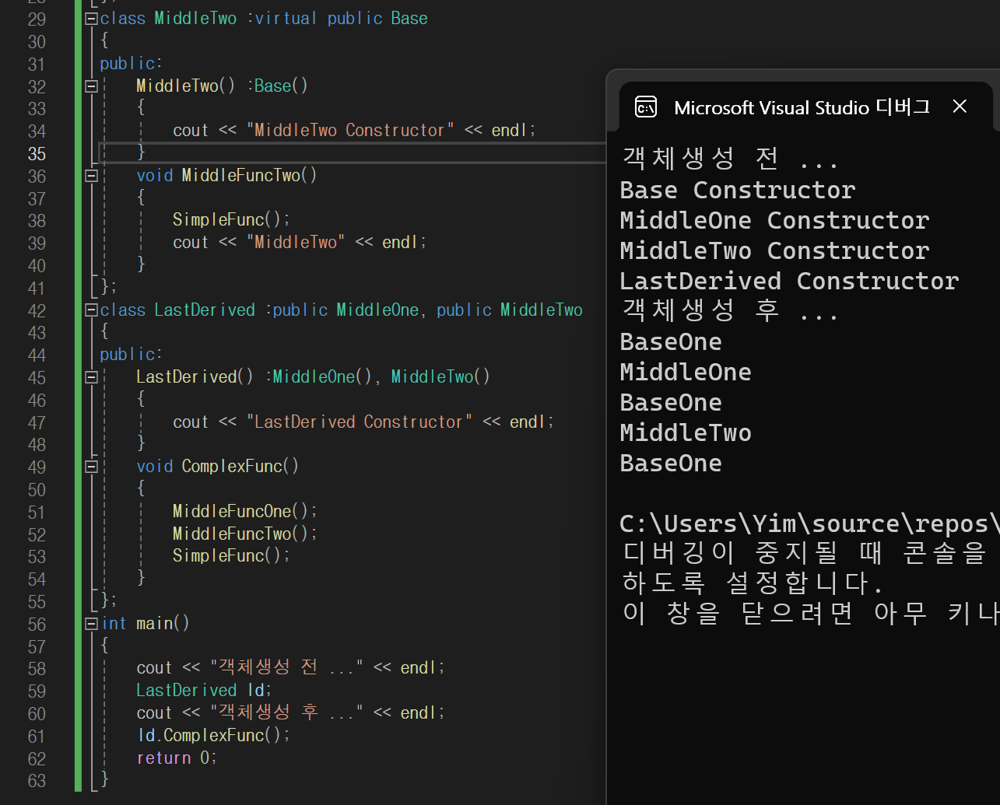 29 class MiddleTwo :virtual public Base
30 {
31 public:
32 MiddleTwo() :Base()
33 {
34 cout << "MiddleTwo Constructor" << endl;
35 }
36 void MiddleFuncTwo()
37 {
38 SimpleFunc();
39 cout << "MiddleTwo" << endl;
40 }
41 };
42 class LastDerived :public MiddleOne, public MiddleTwo
43 {
44 public:
45 LastDerived() :MiddleOne(), MiddleTwo()
46 {
47 cout << "LastDerived Constructor" << endl;
48 }
49 void ComplexFunc()
50 {
51 MiddleFuncOne();
52 MiddleFuncTwo();
53 SimpleFunc();
54 }
55 };
56 int main()
57 {
58 cout << "객체생성 전 ..." << endl;
59 LastDerived ld;
60 cout << "객체생성 후 ..." << endl;
61 ld.ComplexFunc();
62 return 0;
63 }
Microsoft Visual Studio 디버그
객체생성 전 ...
Base Constructor
MiddleOne Constructor
MiddleTwo Constructor
LastDerived Constructor
객체생성 후 ...
BaseOne
MiddleOne
BaseOne
MiddleTwo
BaseOne
C:\Users\Yim\source\repos\
디버깅이 중지될 때 콘솔을
하도록 설정합니다.
이 창을 닫으려면 아무 키나